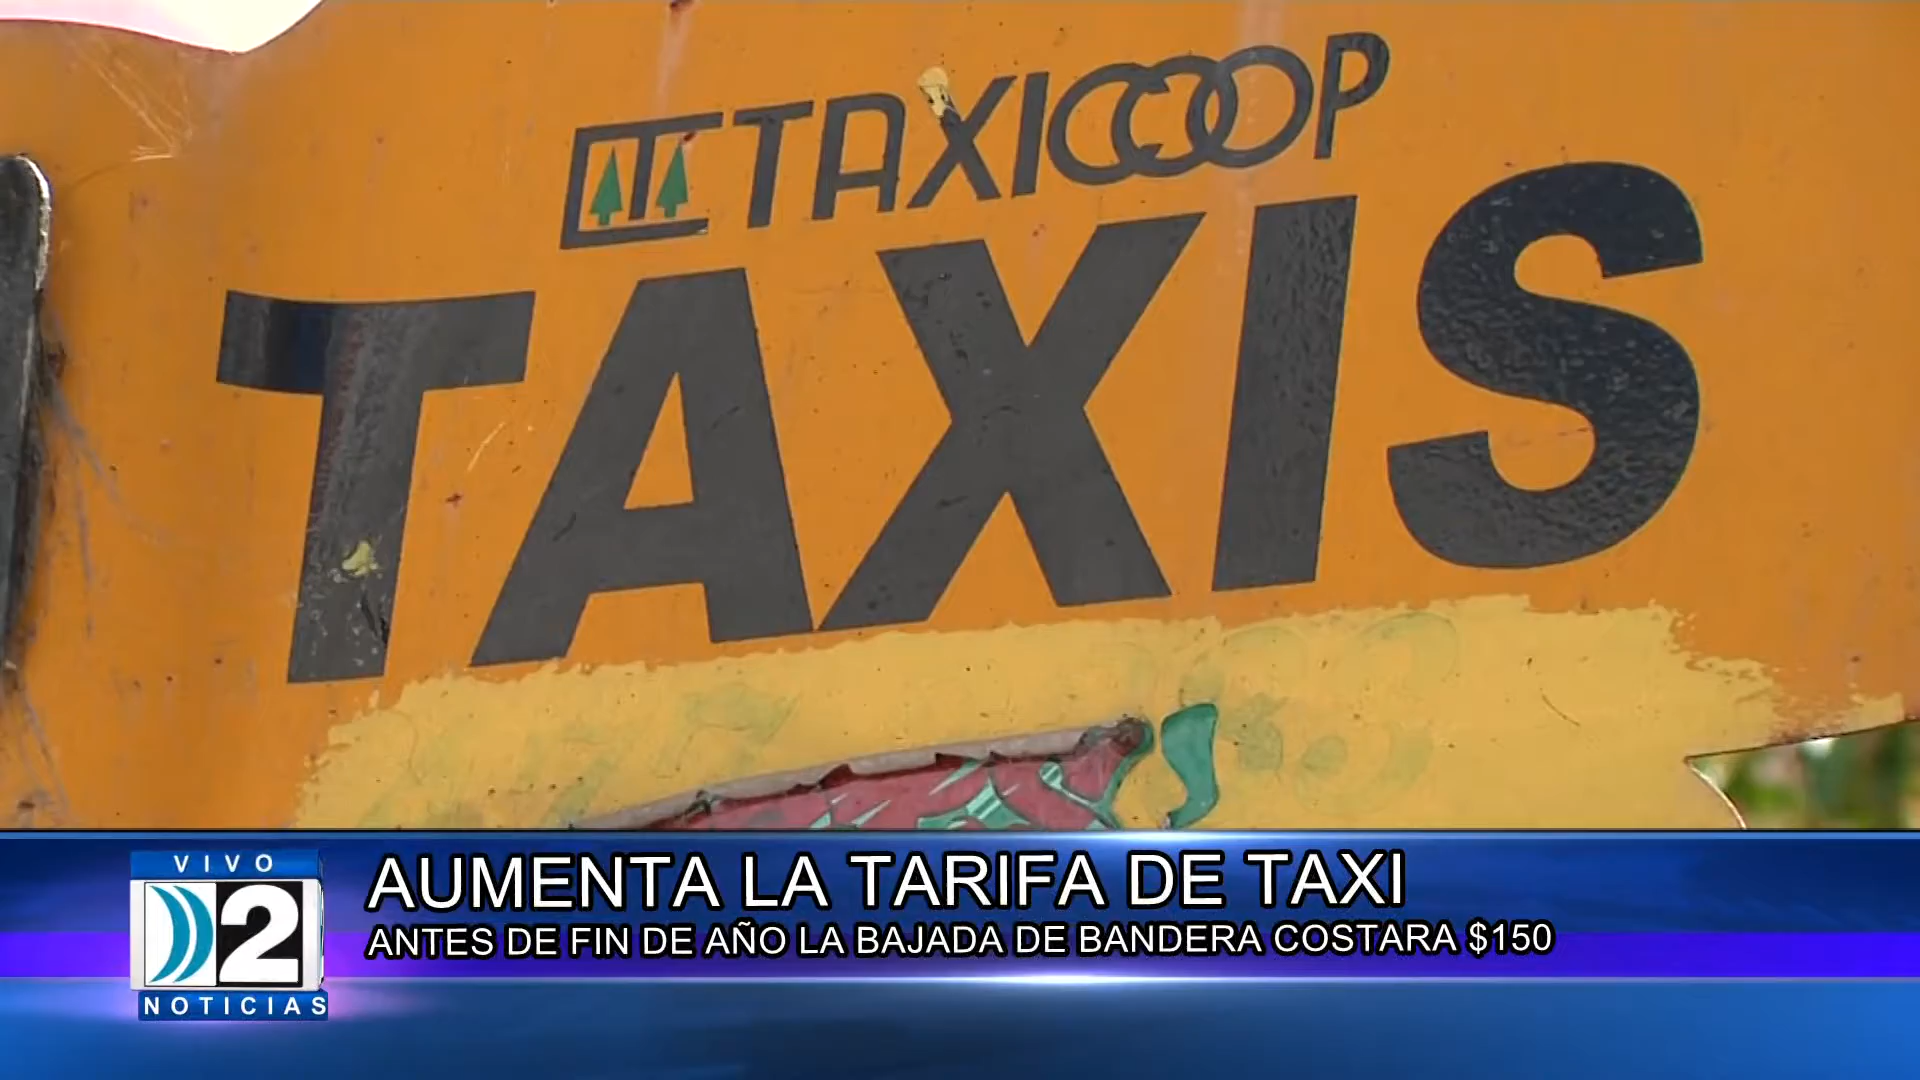 TAXICOOP
TAXIS
VIVO
2
NOTICIAS
AUMENTA LA TARIFA DE TAXI
ANTES DE FIN DE AÑO LA BAJADA DE BANDERA COSTARA $150